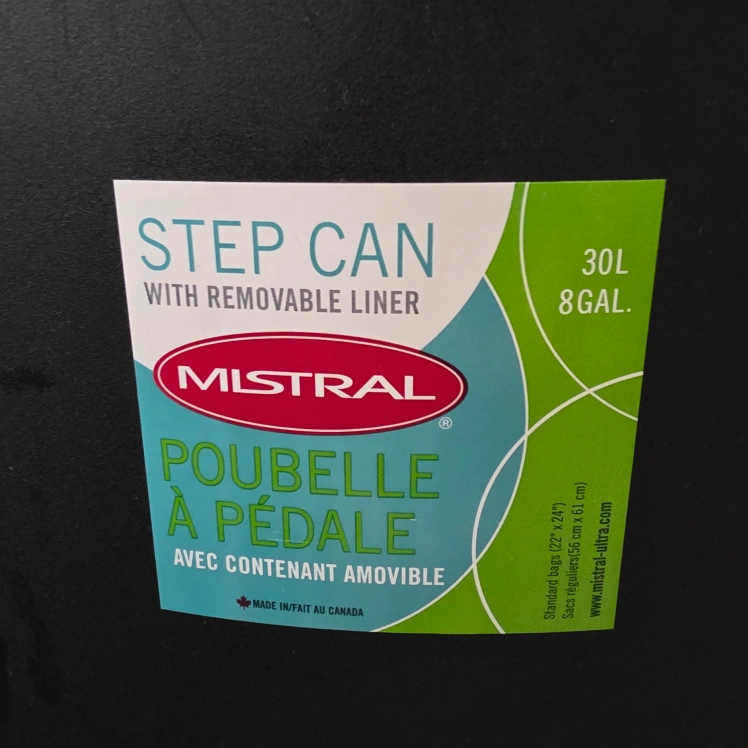 STEP CAN
WITH REMOVABLE LINER
30L
8GAL.
MISTRAL
®
POUBELLE
À PÉDALE
AVEC CONTENANT AMOVIBLE
MADE IN/FAIT AU CANADA
Standard bags (22" x 24")
Sacs réguliers(56 cm x 61 cm)
www.mistral-ultra.com